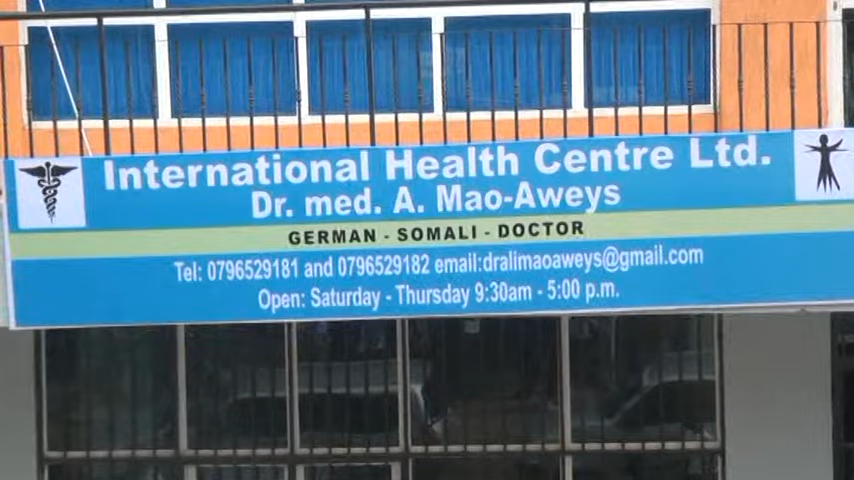 International Health Centre Ltd.
Dr. med. A. Mao-Aweys
GERMAN - SOMALI - DOCTOR
Tel: 0796529181 and 0796529182 email:dralimaoaweys@gmail.com
Open: Saturday - Thursday 9:30am - 5:00 p.m.